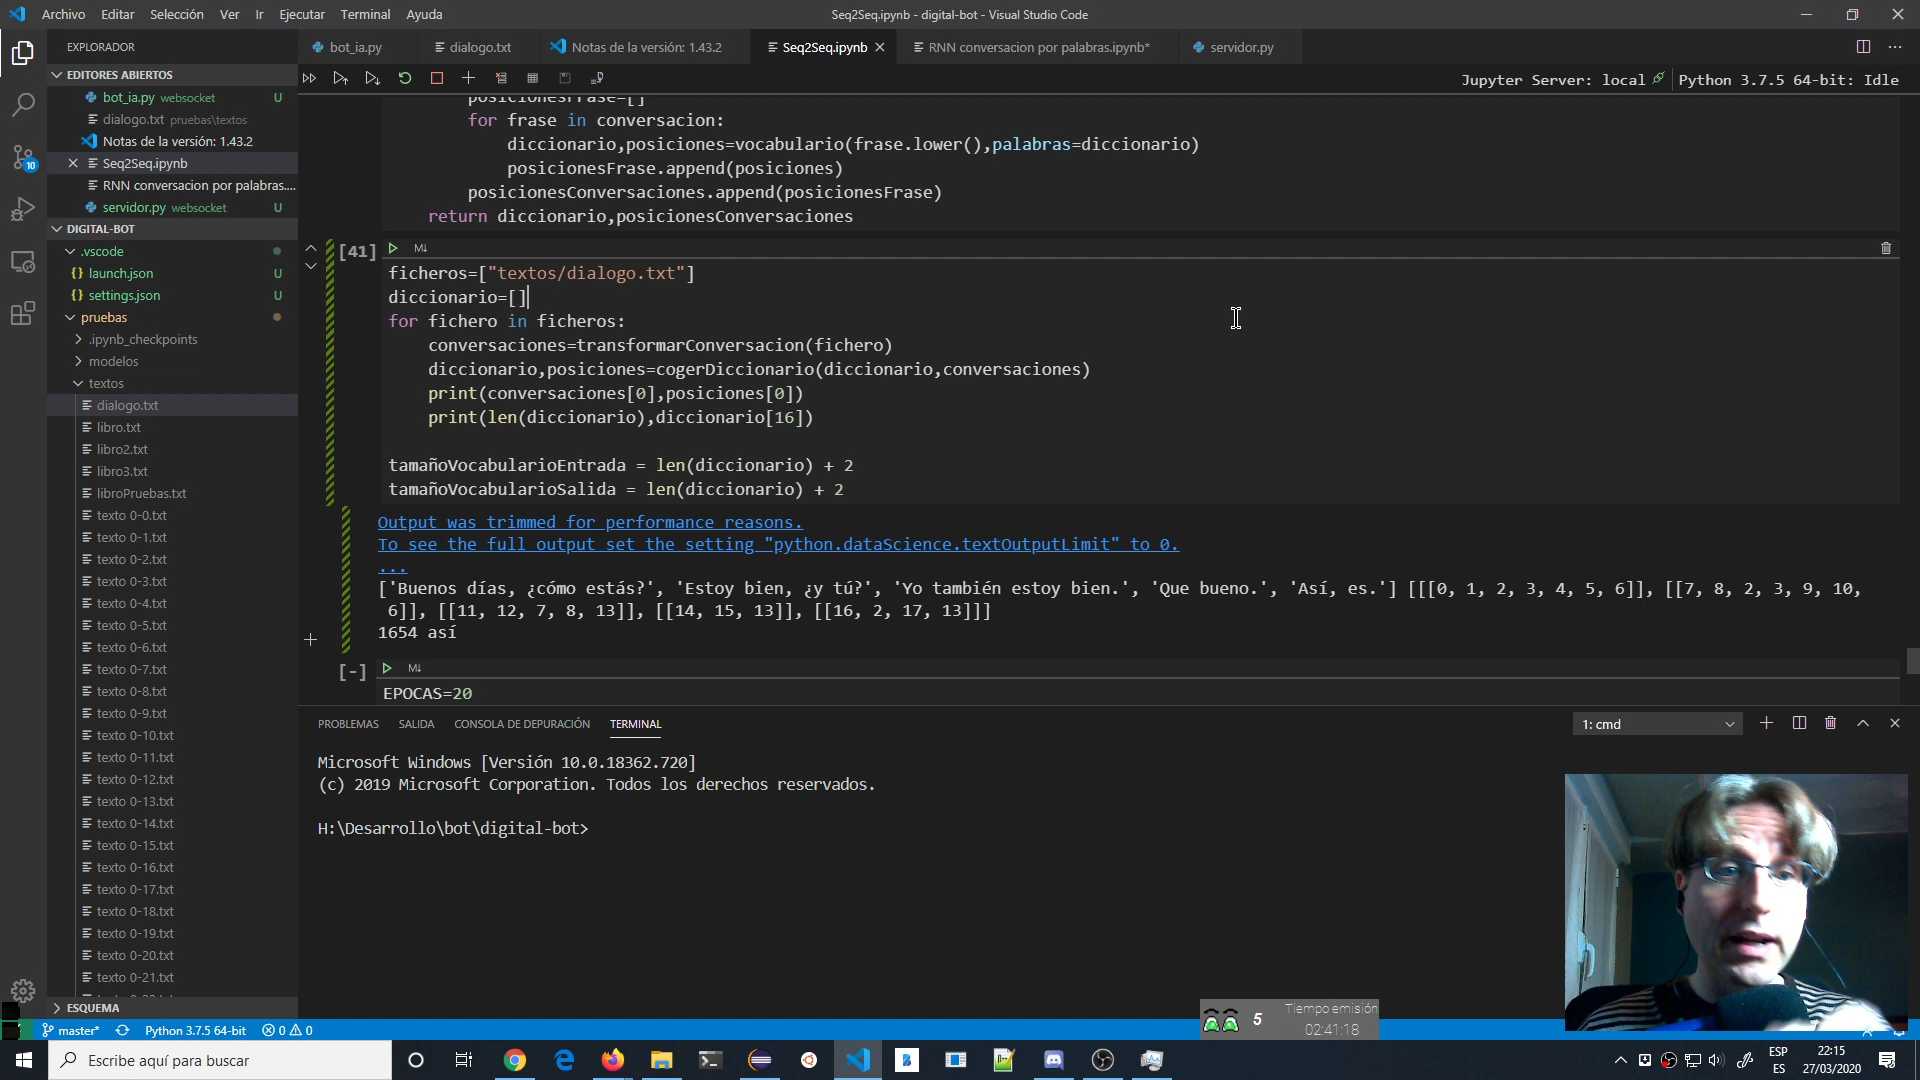 Archivo Editar Selección Ver Ir Ejecutar Terminal Ayuda
Seq2Seq.ipynb - digital-bot - Visual Studio Code
EXPLORADOR
bot_ia.py
dialogo.txt
Notas de la versión: 1.43.2
Seq2Seq.ipynb
RNN conversacion por palabras.ipynb*
servidor.py
Jupyter Server: local
Python 3.7.5 64-bit: Idle
EDITORES ABIERTOS
bot_ia.py websocket U
dialogo.txt pruebas\textos
Notas de la versión: 1.43.2
Seq2Seq.ipynb
RNN conversacion por palabras....
servidor.py websocket U
DIGITAL-BOT
.vscode
launch.json U
settings.json U
pruebas
.ipynb_checkpoints
modelos
textos
dialogo.txt
libro.txt
libro2.txt
libro3.txt
libroPruebas.txt
texto 0-0.txt
texto 0-1.txt
texto 0-2.txt
texto 0-3.txt
texto 0-4.txt
texto 0-5.txt
texto 0-6.txt
texto 0-7.txt
texto 0-8.txt
texto 0-9.txt
texto 0-10.txt
texto 0-11.txt
texto 0-12.txt
texto 0-13.txt
texto 0-14.txt
texto 0-15.txt
texto 0-16.txt
texto 0-17.txt
texto 0-18.txt
texto 0-19.txt
texto 0-20.txt
texto 0-21.txt
ESQUEMA
10
posicionesFrase=[]
for frase in conversacion:
diccionario,posiciones=vocabulario(frase.lower(),palabras=diccionario)
posicionesFrase.append(posiciones)
posicionesConversaciones.append(posicionesFrase)
return diccionario,posicionesConversaciones
[41]
M↓
ficheros=["textos/dialogo.txt"]
diccionario=[]
for fichero in ficheros:
conversaciones=transformarConversacion(fichero)
diccionario,posiciones=cogerDiccionario(diccionario,conversaciones)
print(conversaciones[0],posiciones[0])
print(len(diccionario),diccionario[16])
tamañoVocabularioEntrada = len(diccionario) + 2
tamañoVocabularioSalida = len(diccionario) + 2
Output was trimmed for performance reasons.
To see the full output set the setting "python.dataScience.textOutputLimit" to 0.
...
['Buenos días, ¿cómo estás?', 'Estoy bien, ¿y tú?', 'Yo también estoy bien.', 'Que bueno.', 'Así, es.'] [[[0, 1, 2, 3, 4, 5, 6]], [[7, 8, 2, 3, 9, 10,
6]], [[11, 12, 7, 8, 13]], [[14, 15, 13]], [[16, 2, 17, 13]]]
1654 así
[-]
M↓
EPOCAS=20
PROBLEMAS SALIDA CONSOLA DE DEPURACIÓN TERMINAL
1: cmd
Microsoft Windows [Versión 10.0.18362.720]
(c) 2019 Microsoft Corporation. Todos los derechos reservados.
H:\Desarrollo\bot\digital-bot>
5
Tiempo emisión
02:41:18
master* Python 3.7.5 64-bit 0 0
Escribe aquí para buscar
ESP
ES
22:15
27/03/2020